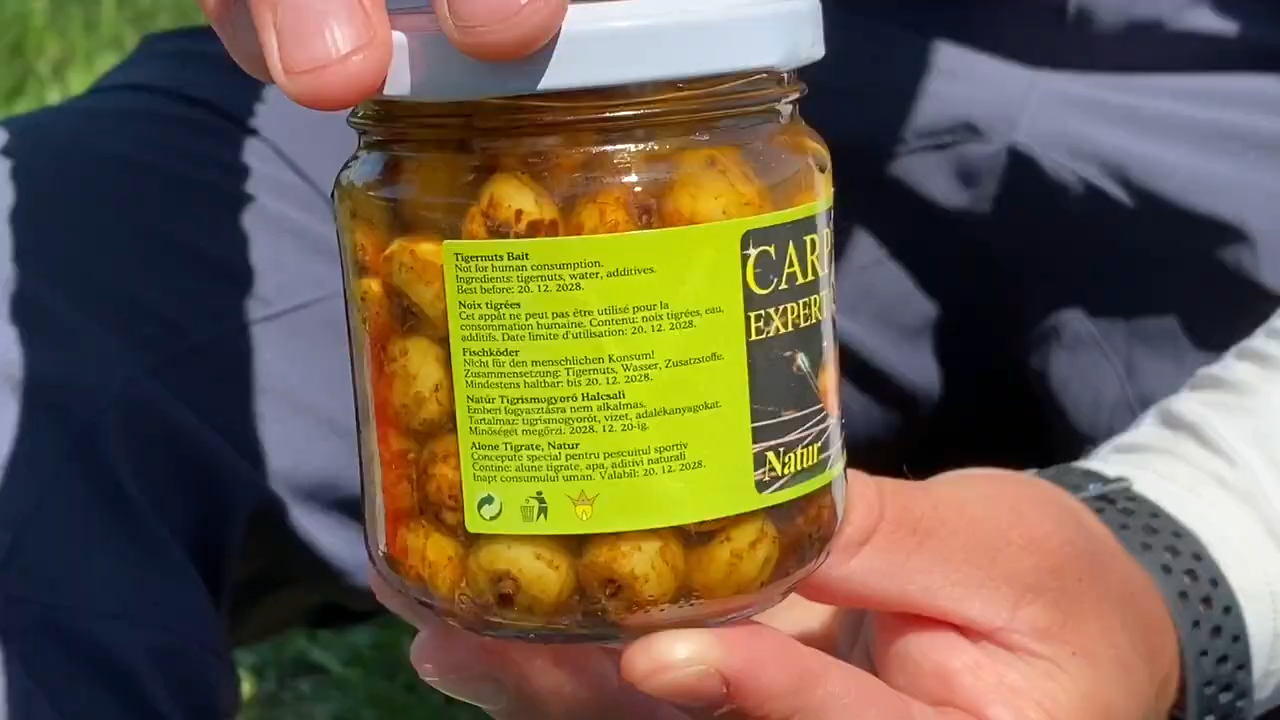 Tigernuts Bait
Not for human consumption.
Ingredients: tigernuts, water, additives.
Best before: 20. 12. 2028.
Noix tigrées
Cet appât ne peut pas être utilisé pour la
consommation humaine. Contenu: noix tigrées, eau,
additifs. Date limite d'utilisation: 20. 12. 2028.
Fischköder
Nicht für den menschlichen Konsum!
Zusammensetzung: Tigernuts, Wasser, Zusatzstoffe.
Mindestens haltbar: bis 20. 12. 2028.
Natúr Tigrismogyoró Halcsali
Emberi fogyasztásra nem alkalmas.
Tartalmaz: tigrismogyorót, vizet, adalékanyagokat.
Minőségét megőrzi: 2028. 12. 20-ig.
Alone Tigrate, Natur
Concepute special pentru pescuitul sportiv
Contine: alune tigrate, apa, aditivi naturali
Inapt consumului uman. Valabil: 20. 12. 2028.
CARP
EXPERT
Natur